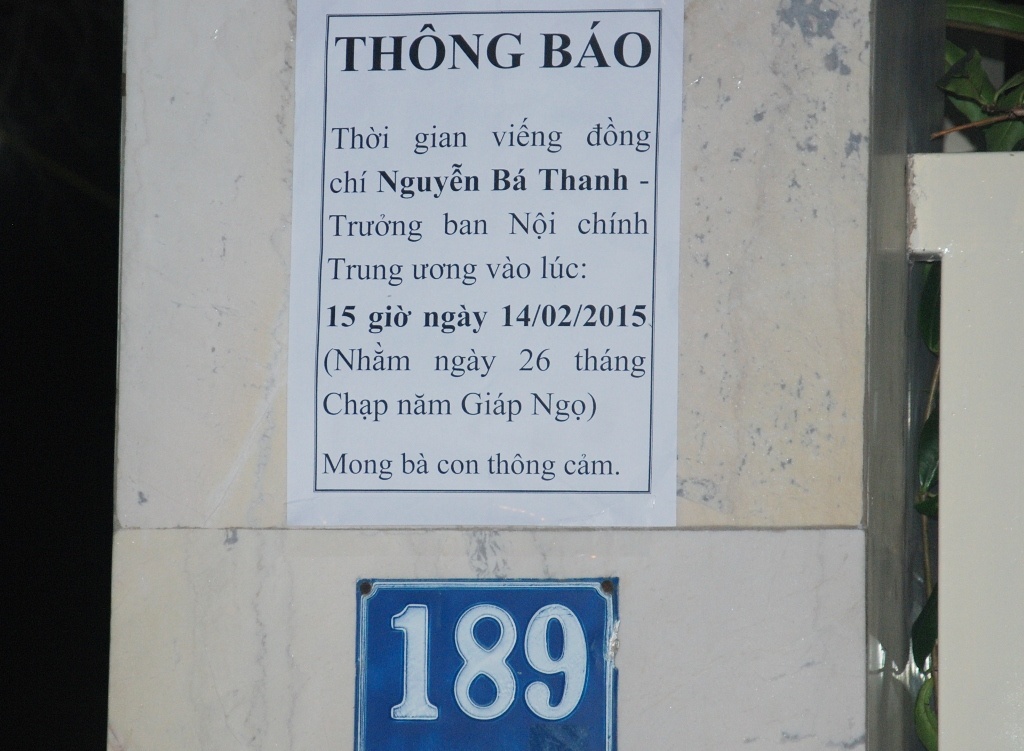 THÔNG BÁO
Thời gian viếng đồng
chí Nguyễn Bá Thanh -
Trưởng ban Nội chính
Trung ương vào lúc:
15 giờ ngày 14/02/2015
(Nhằm ngày 26 tháng
Chạp năm Giáp Ngọ)
Mong bà con thông cảm.
189